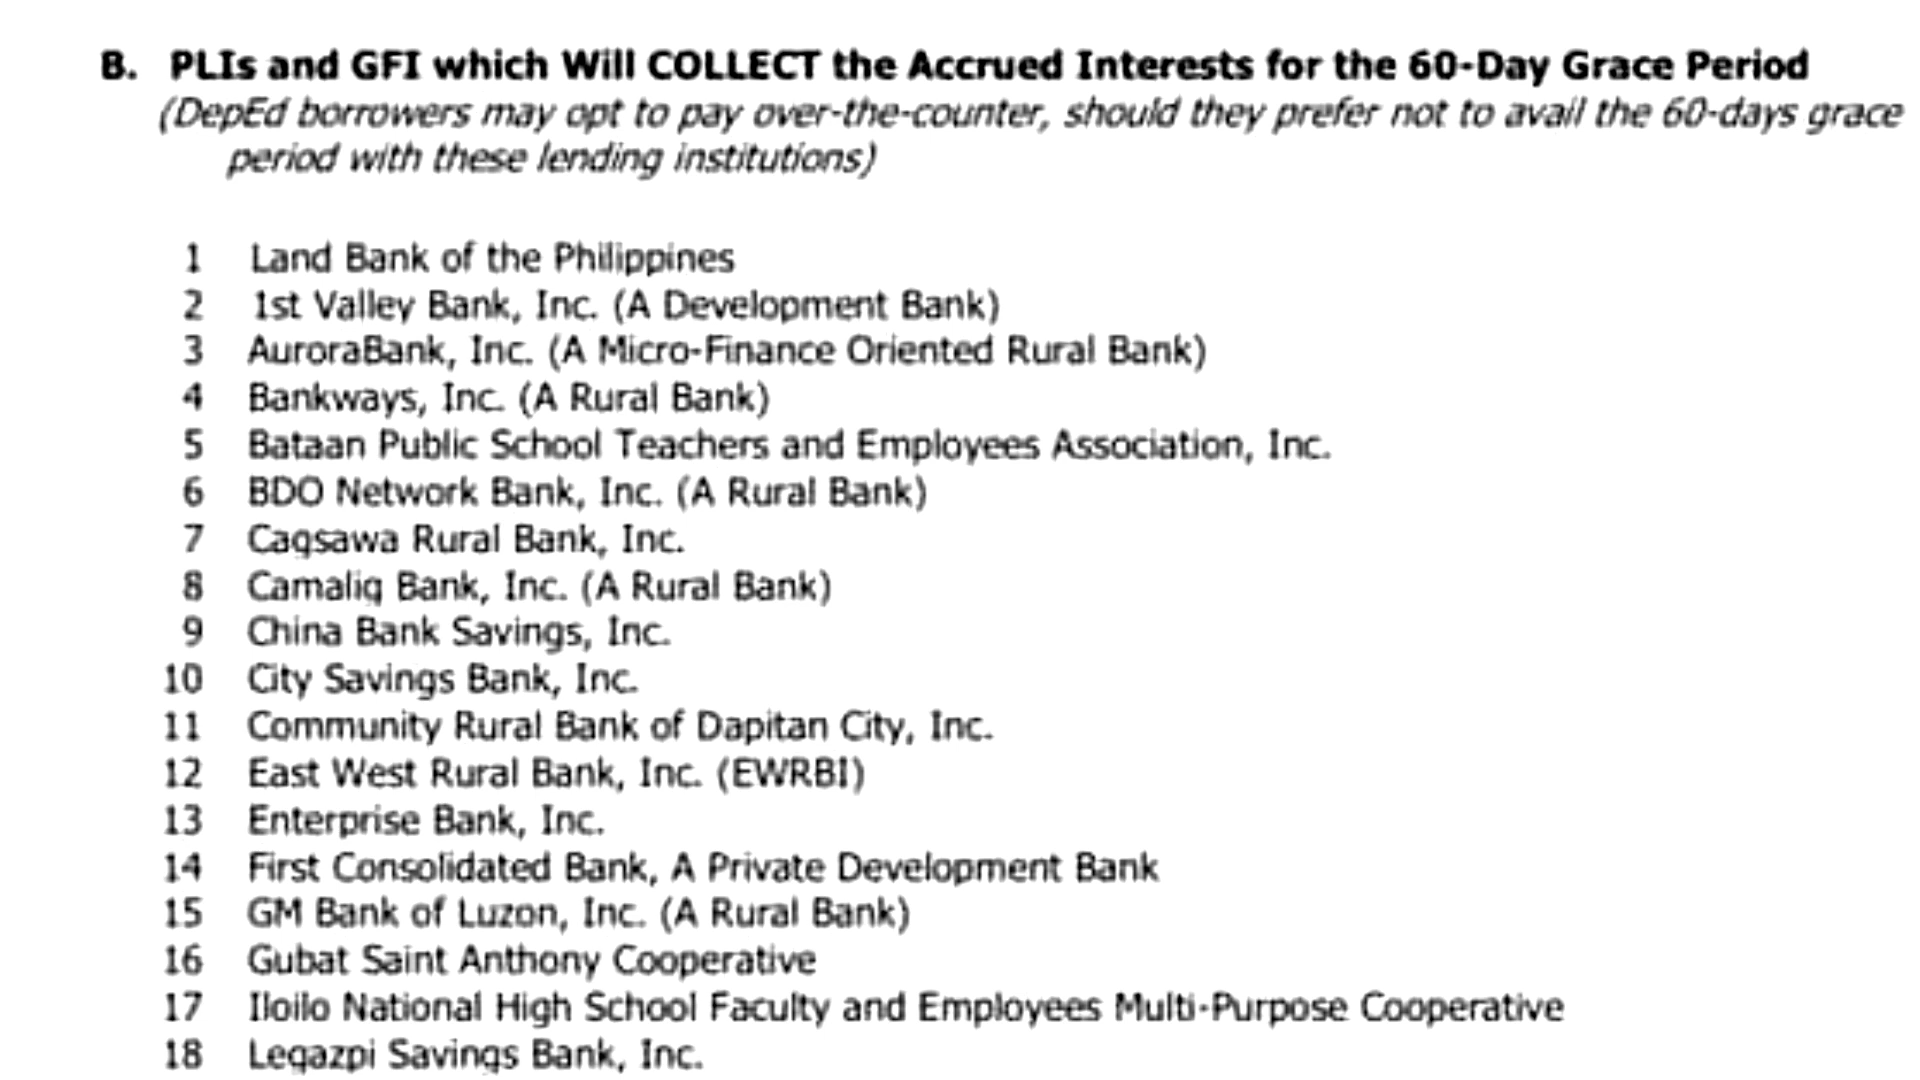 B. PLIs and GFI which Will COLLECT the Accrued Interests for the 60-Day Grace Period
(DepEd borrowers may opt to pay over-the-counter, should they prefer not to avail the 60-days grace
period with these lending institutions)
1 Land Bank of the Philippines
2 1st Valley Bank, Inc. (A Development Bank)
3 AuroraBank, Inc. (A Micro-Finance Oriented Rural Bank)
4 Bankways, Inc. (A Rural Bank)
5 Bataan Public School Teachers and Employees Association, Inc.
6 BDO Network Bank, Inc. (A Rural Bank)
7 Cagsawa Rural Bank, Inc.
8 Camalig Bank, Inc. (A Rural Bank)
9 China Bank Savings, Inc.
10 City Savings Bank, Inc.
11 Community Rural Bank of Dapitan City, Inc.
12 East West Rural Bank, Inc. (EWRBI)
13 Enterprise Bank, Inc.
14 First Consolidated Bank, A Private Development Bank
15 GM Bank of Luzon, Inc. (A Rural Bank)
16 Gubat Saint Anthony Cooperative
17 Iloilo National High School Faculty and Employees Multi-Purpose Cooperative
18 Legazpi Savings Bank, Inc.